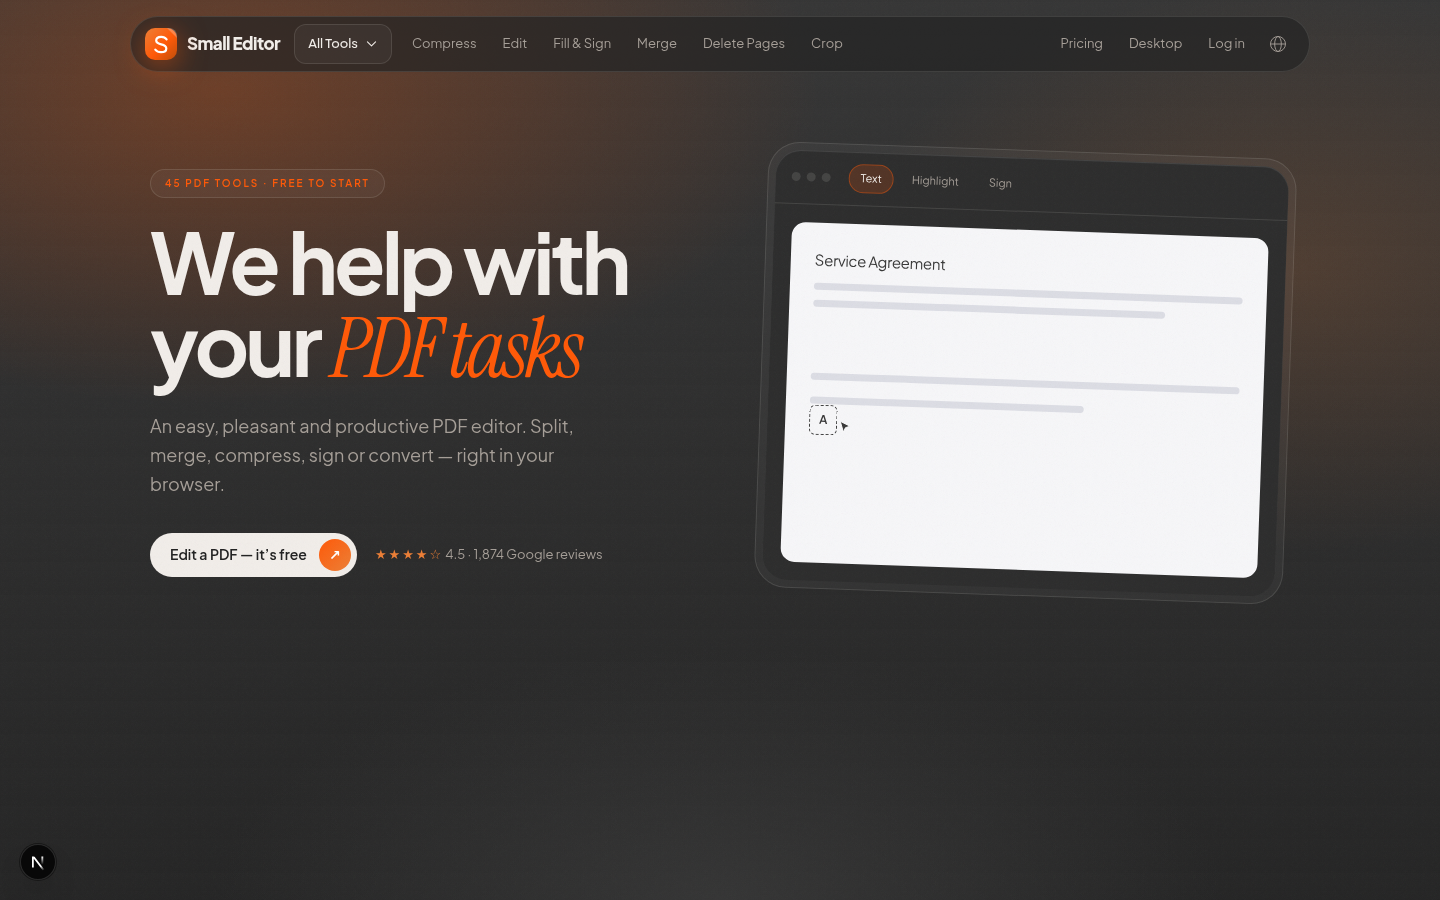 S Small Editor All Tools Compress Edit Fill & Sign Merge Delete Pages Crop Pricing Desktop Log in
45 PDF TOOLS · FREE TO START
We help with
your PDF tasks
An easy, pleasant and productive PDF editor. Split,
merge, compress, sign or convert — right in your
browser.
Edit a PDF — it’s free ↗ ★★★★☆ 4.5 · 1,874 Google reviews
Text Highlight Sign
Service Agreement
A
N